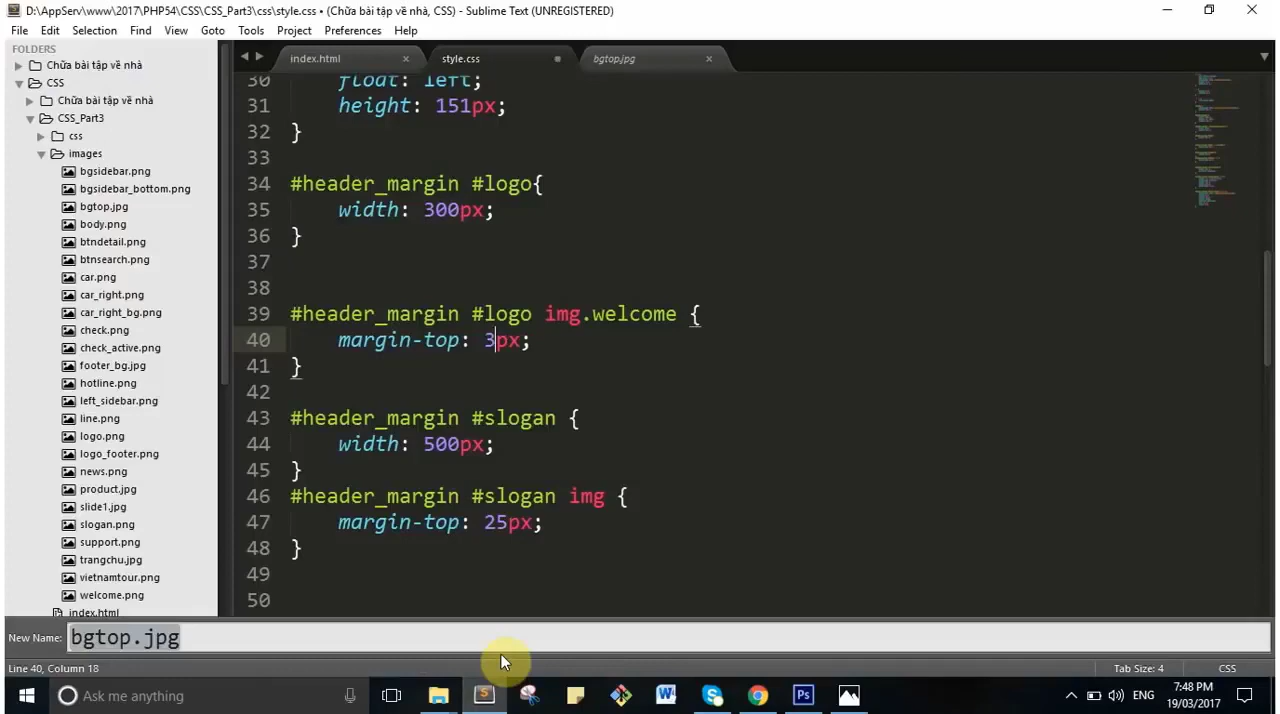 D:\AppServ\www\2017\PHP54\CSS\CSS_Part3\css\style.css • (Chữa bài tập về nhà, CSS) - Sublime Text (UNREGISTERED)
File Edit Selection Find View Goto Tools Project Preferences Help
FOLDERS
Chữa bài tập về nhà
CSS
Chữa bài tập về nhà
CSS_Part3
css
images
bgsidebar.png
bgsidebar_bottom.png
bgtop.jpg
body.png
btndetail.png
btnsearch.png
car.png
car_right.png
car_right_bg.png
check.png
check_active.png
footer_bg.jpg
hotline.png
left_sidebar.png
line.png
logo.png
logo_footer.png
news.png
product.jpg
slide1.jpg
slogan.png
support.png
trangchu.jpg
vietnamtour.png
welcome.png
index.html
index.html × style.css bgtop.jpg ×
30 float: left;
31 height: 151px;
32 }
33
34 #header_margin #logo{
35 width: 300px;
36 }
37
38
39 #header_margin #logo img.welcome {
40 margin-top: 3px;
41 }
42
43 #header_margin #slogan {
44 width: 500px;
45 }
46 #header_margin #slogan img {
47 margin-top: 25px;
48 }
49
50
New Name: bgtop.jpg
Line 40, Column 18 Tab Size: 4 CSS
Ask me anything ENG 7:48 PM
19/03/2017